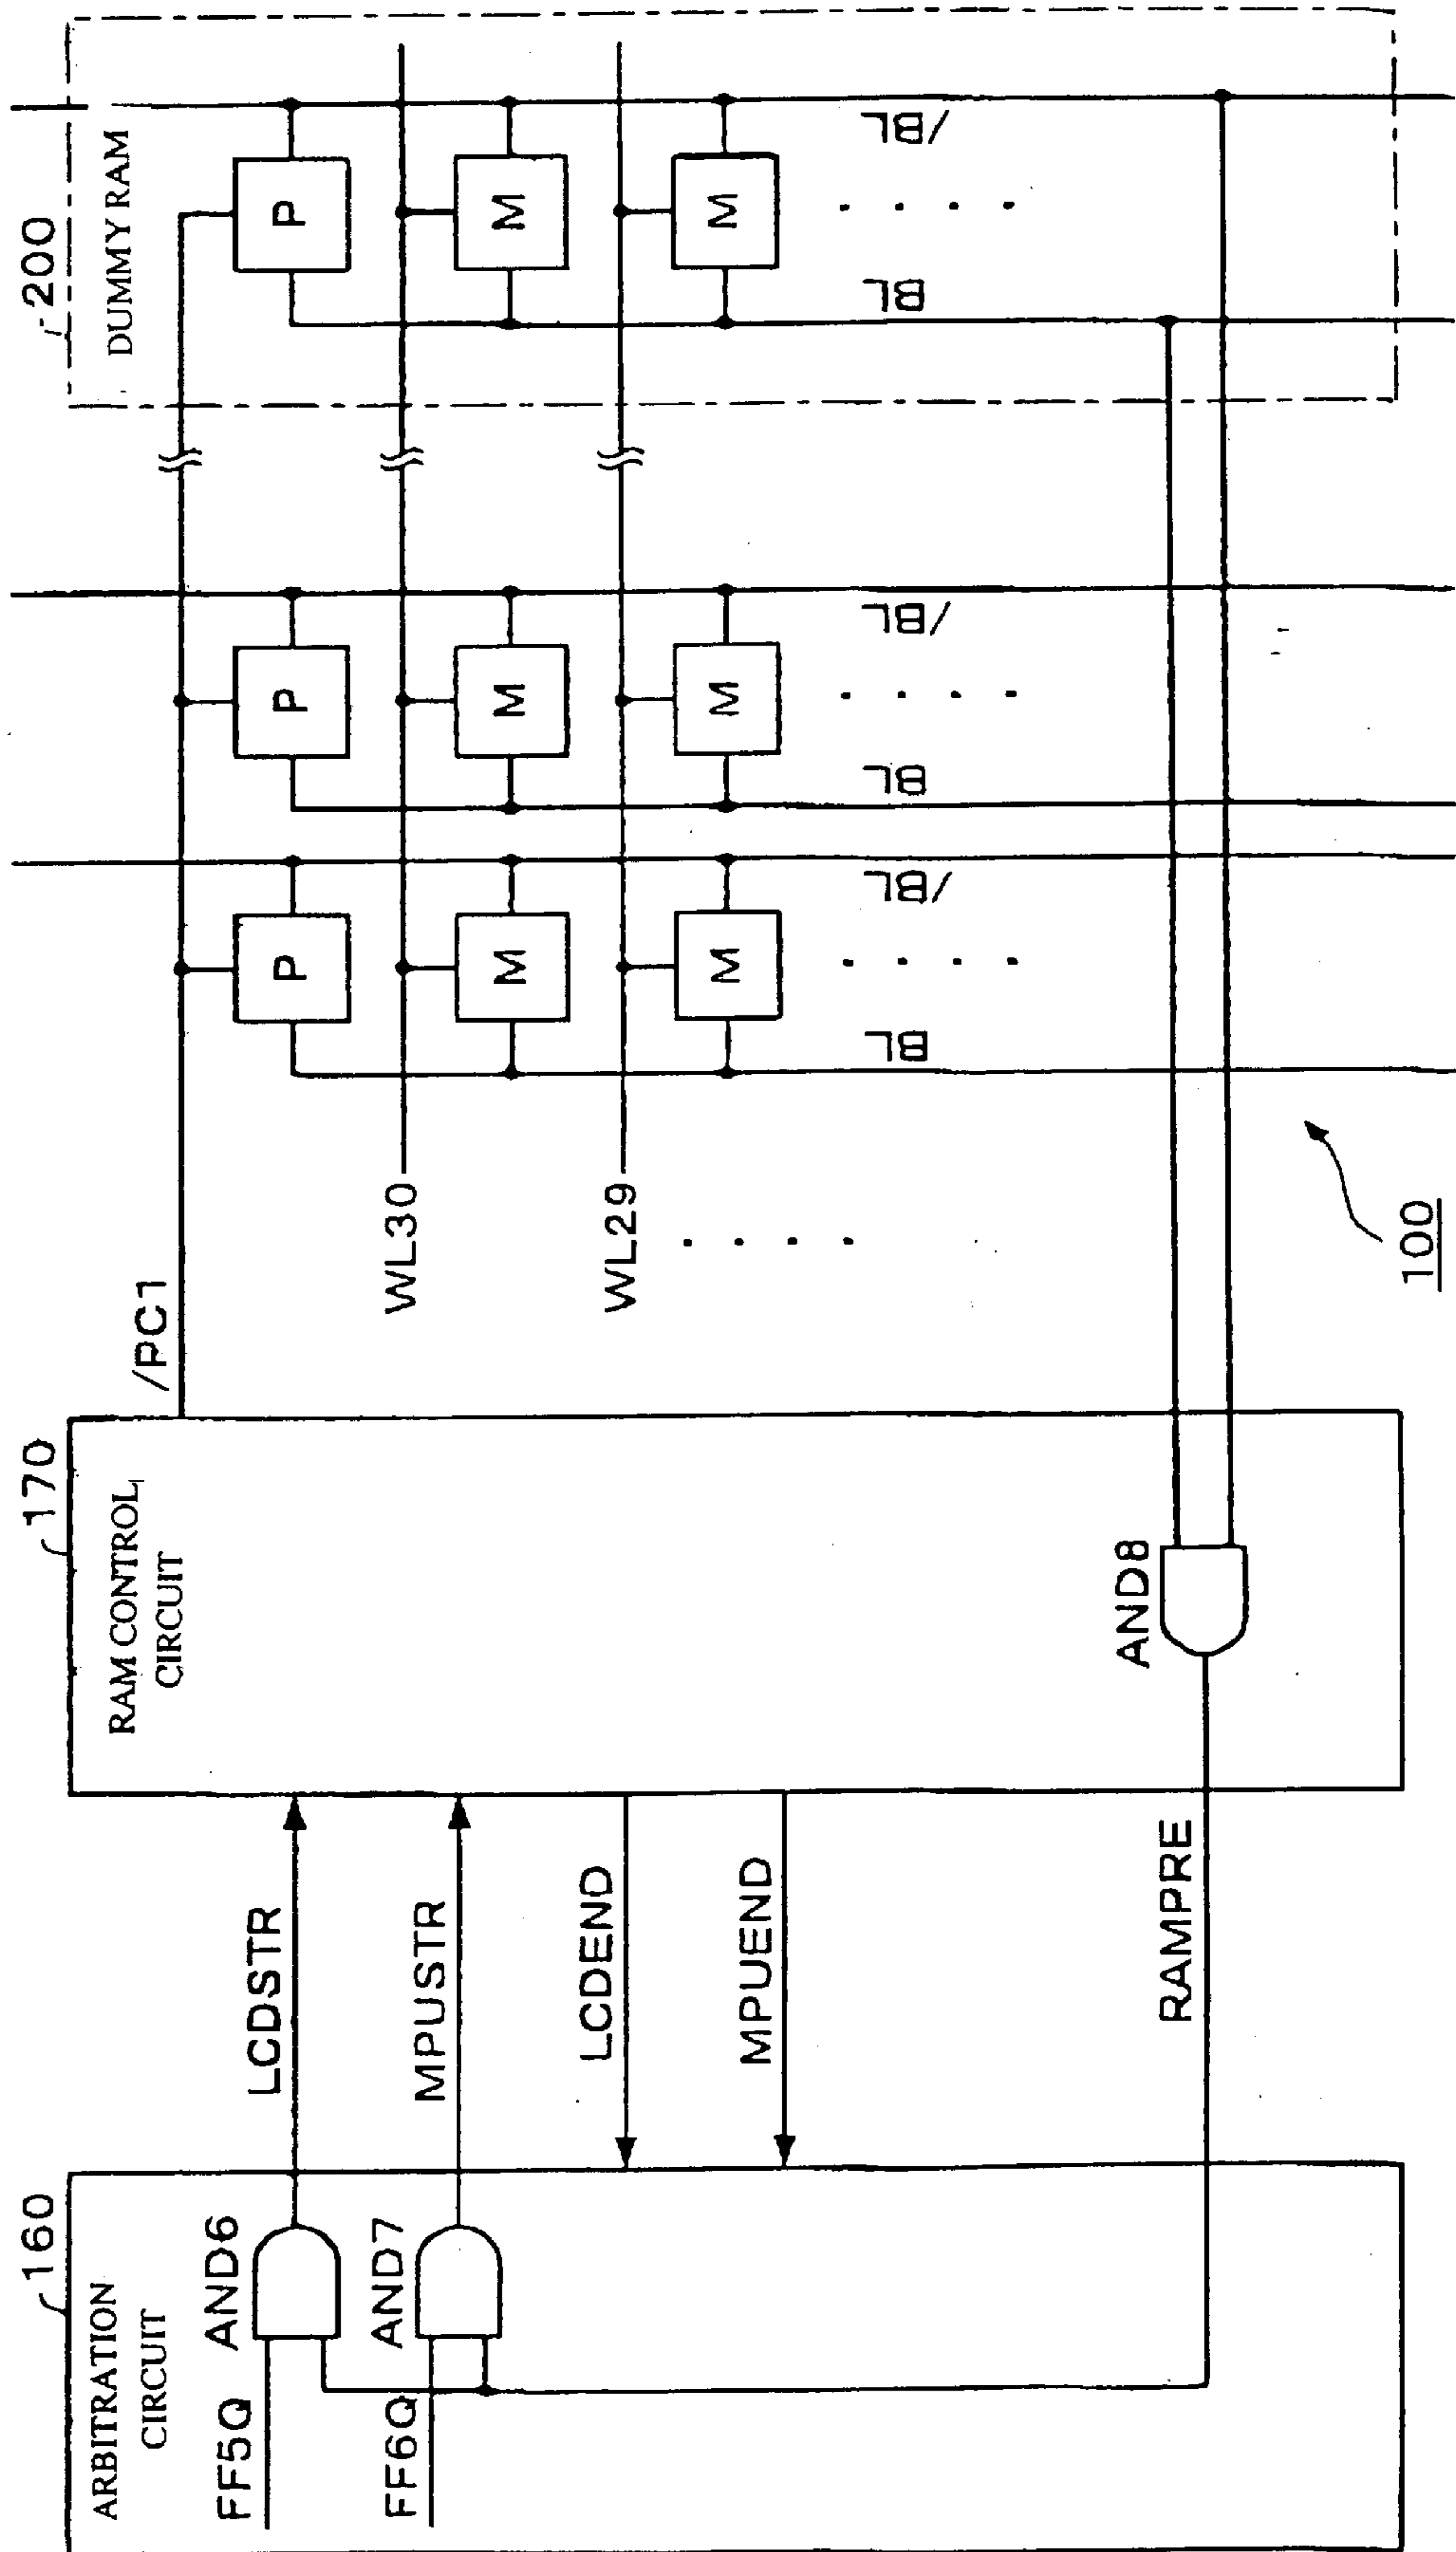 160
ARBITRATION
CIRCUIT
FF5Q
AND6
FF6Q
AND7
LCDSTR
MPUSTR
LCDEND
MPUEND
RAMPRE
170
RAM CONTROL
CIRCUIT
AND8
/PC1
WL30
WL29
100
P
M
M
BL
/BL
P
M
M
BL
/BL
200
DUMMY RAM
P
M
M
BL
/BL